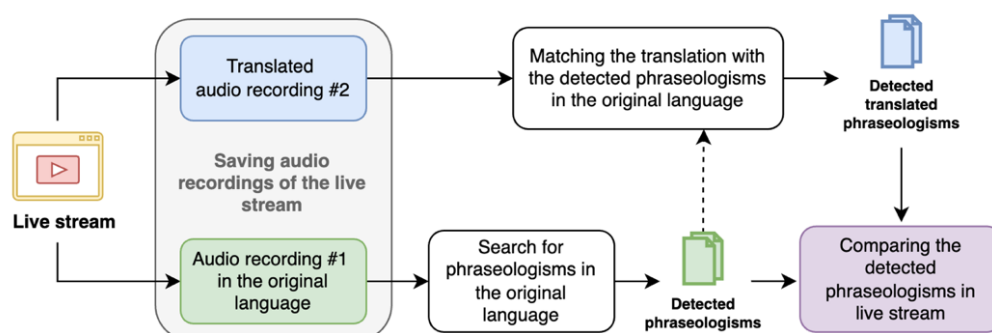 Translated
audio recording #2
Matching the translation with
the detected phraseologisms
in the original language
Detected
translated
phraseologisms
Live stream
Saving audio
recordings of the live
stream
Audio recording #1
in the original
language
Search for
phraseologisms in
the original
language
Detected
phraseologisms
Comparing the
detected
phraseologisms in
live stream